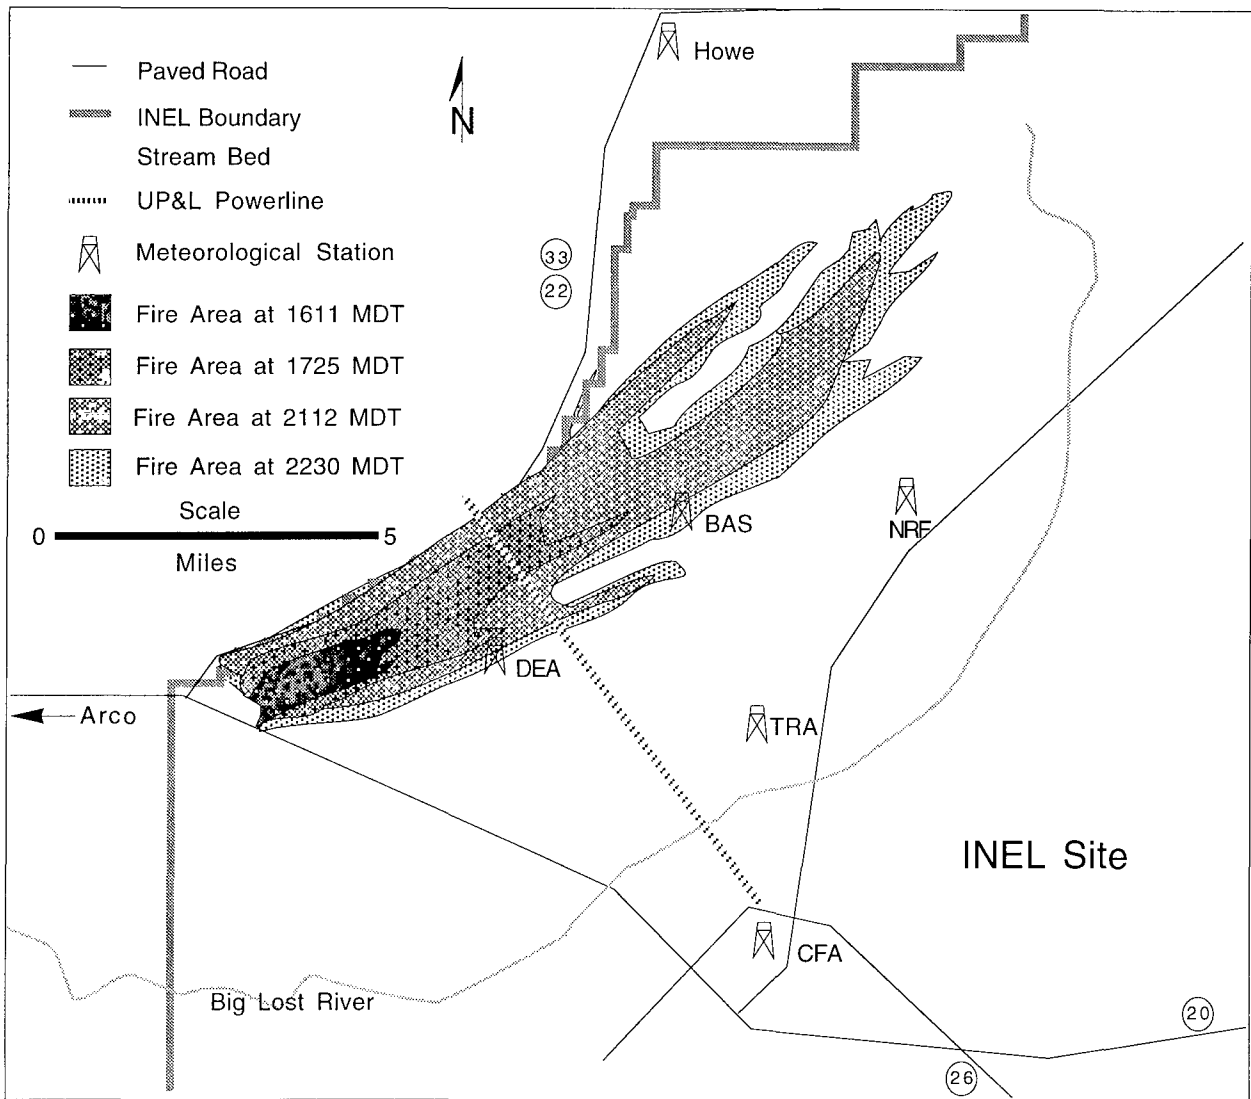 Howe
Paved Road
INEL Boundary
Stream Bed
UP&L Powerline
Meteorological Station
Fire Area at 1611 MDT
Fire Area at 1725 MDT
Fire Area at 2112 MDT
Fire Area at 2230 MDT
Scale
0 5
Miles
N
33
22
BAS
NRF
DEA
TRA
Arco
INEL Site
CFA
Big Lost River
20
26